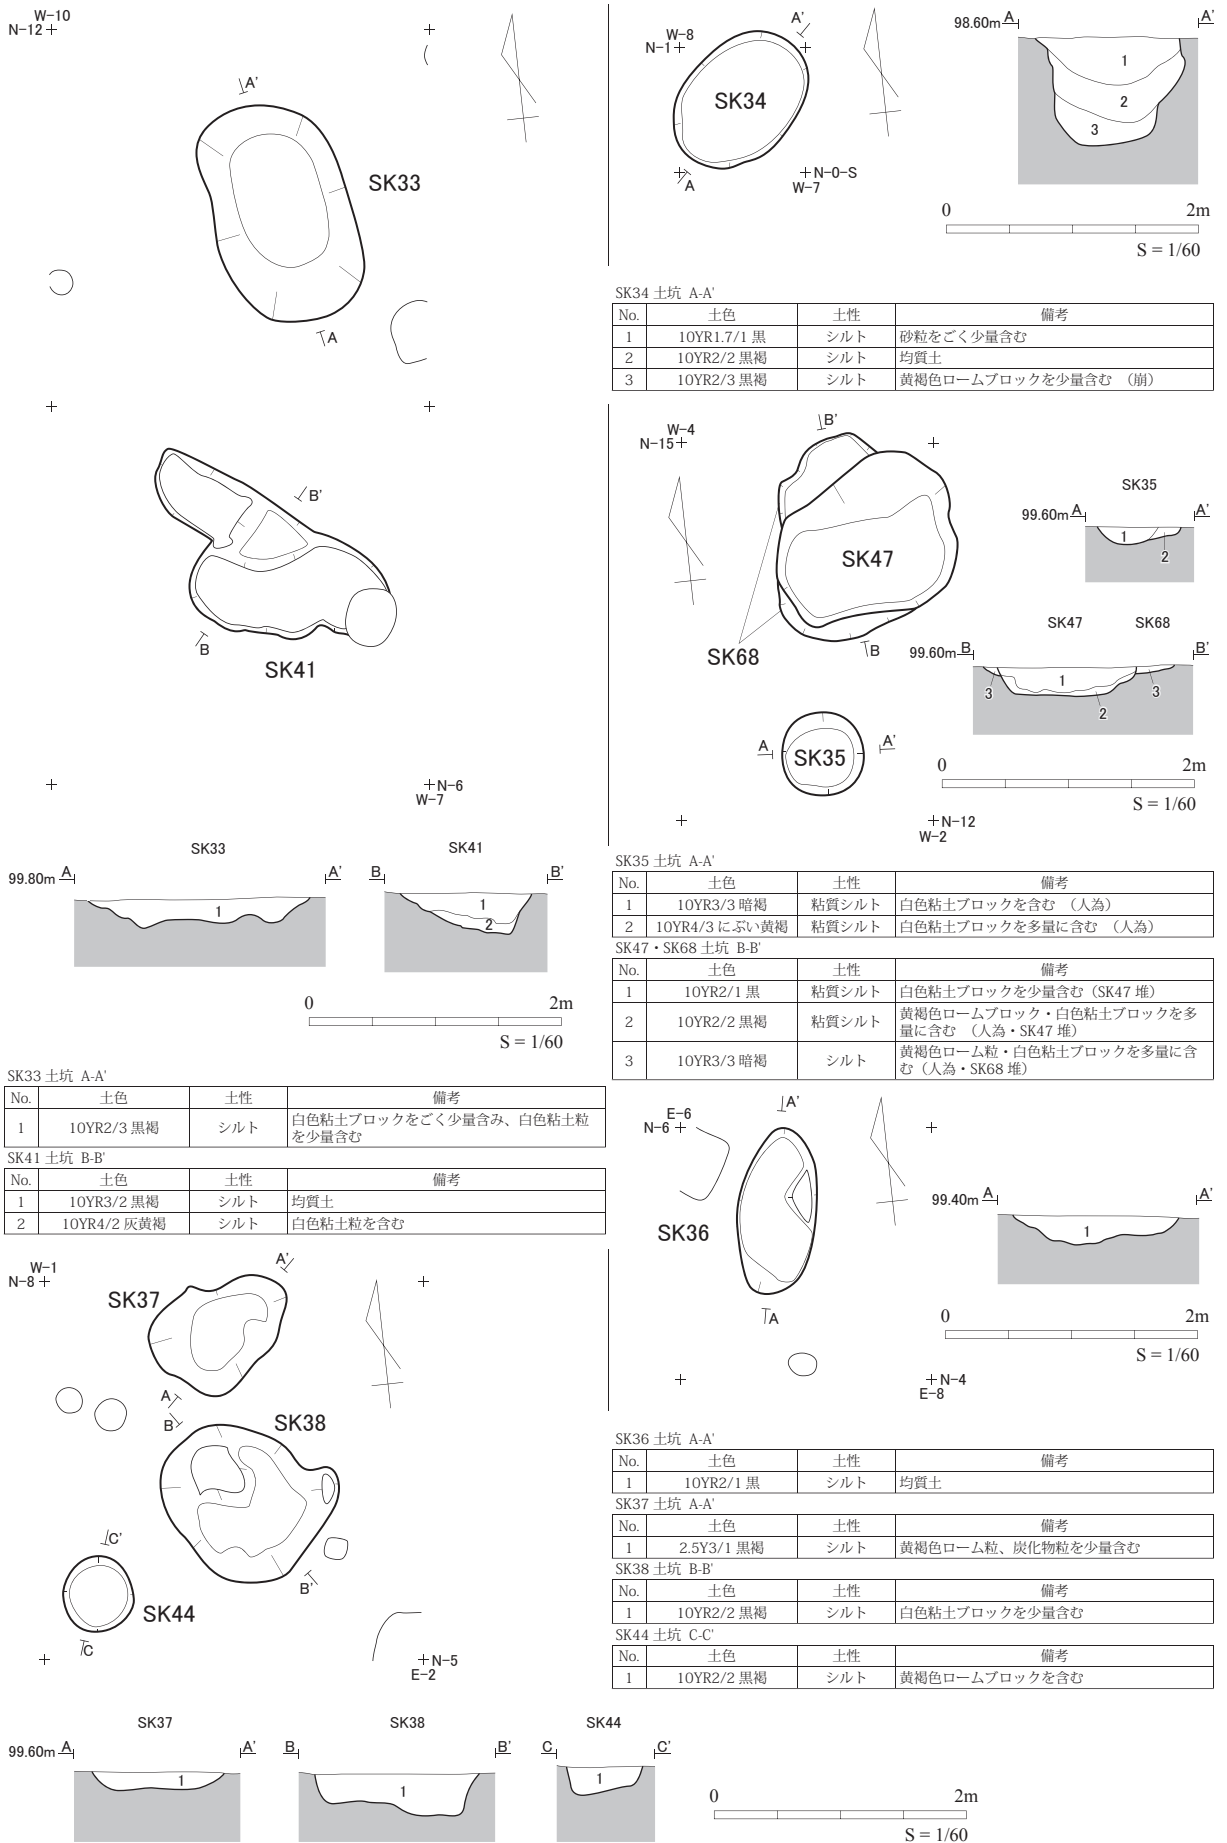 W-10
N-12
A'
SK33
A
B'
B
SK41
N-6
W-7
SK33
SK41
99.80m A A' B B'
1
1
2
0 2m
S = 1/60
SK33 土坑 A-A'
No. 土色 土性 備考
1 10YR2/3 黒褐 シルト 白色粘土ブロックをごく少量含み、白色粘土粒
を少量含む
SK41 土坑 B-B'
No. 土色 土性 備考
1 10YR3/2 黒褐 シルト 均質土
2 10YR4/2 灰黄褐 シルト 白色粘土粒を含む
W-8
N-1
A'
SK34
A
N-0-S
W-7
98.60m A A'
1
2
3
0 2m
S = 1/60
SK34 土坑 A-A'
No. 土色 土性 備考
1 10YR1.7/1 黒 シルト 砂粒をごく少量含む
2 10YR2/2 黒褐 シルト 均質土
3 10YR2/3 黒褐 シルト 黄褐色ロームブロックを少量含む （崩）
W-4
N-15
B'
SK47
SK68
B
A
SK35
A'
N-12
W-2
SK35
99.60m A A'
1
2
SK47 SK68
99.60m B B'
1
3
2
3
0 2m
S = 1/60
SK35 土坑 A-A'
No. 土色 土性 備考
1 10YR3/3 暗褐 粘質シルト 白色粘土ブロックを含む （人為）
2 10YR4/3 にぶい黄褐 粘質シルト 白色粘土ブロックを多量に含む （人為）
SK47・SK68 土坑 B-B'
No. 土色 土性 備考
1 10YR2/1 黒 粘質シルト 白色粘土ブロックを少量含む（SK47 堆）
2 10YR2/2 黒褐 粘質シルト 黄褐色ロームブロック・白色粘土ブロックを多
量に含む （人為・SK47 堆）
3 10YR3/3 暗褐 シルト 黄褐色ローム粒・白色粘土ブロックを多量に含
む（人為・SK68 堆）
E-6
N-6
A'
SK36
A
N-4
E-8
99.40m A A'
1
0 2m
S = 1/60
SK36 土坑 A-A'
No. 土色 土性 備考
1 10YR2/1 黒 シルト 均質土
SK37 土坑 A-A'
No. 土色 土性 備考
1 2.5Y3/1 黒褐 シルト 黄褐色ローム粒、炭化物粒を少量含む
SK38 土坑 B-B'
No. 土色 土性 備考
1 10YR2/2 黒褐 シルト 白色粘土ブロックを少量含む
SK44 土坑 C-C'
No. 土色 土性 備考
1 10YR2/2 黒褐 シルト 黄褐色ロームブロックを含む
W-1
N-8
A'
SK37
A
B
SK38
C'
B'
SK44
C
N-5
E-2
SK37 SK38 SK44
99.60m A A' B B' C C'
1
1
1
0 2m
S = 1/60